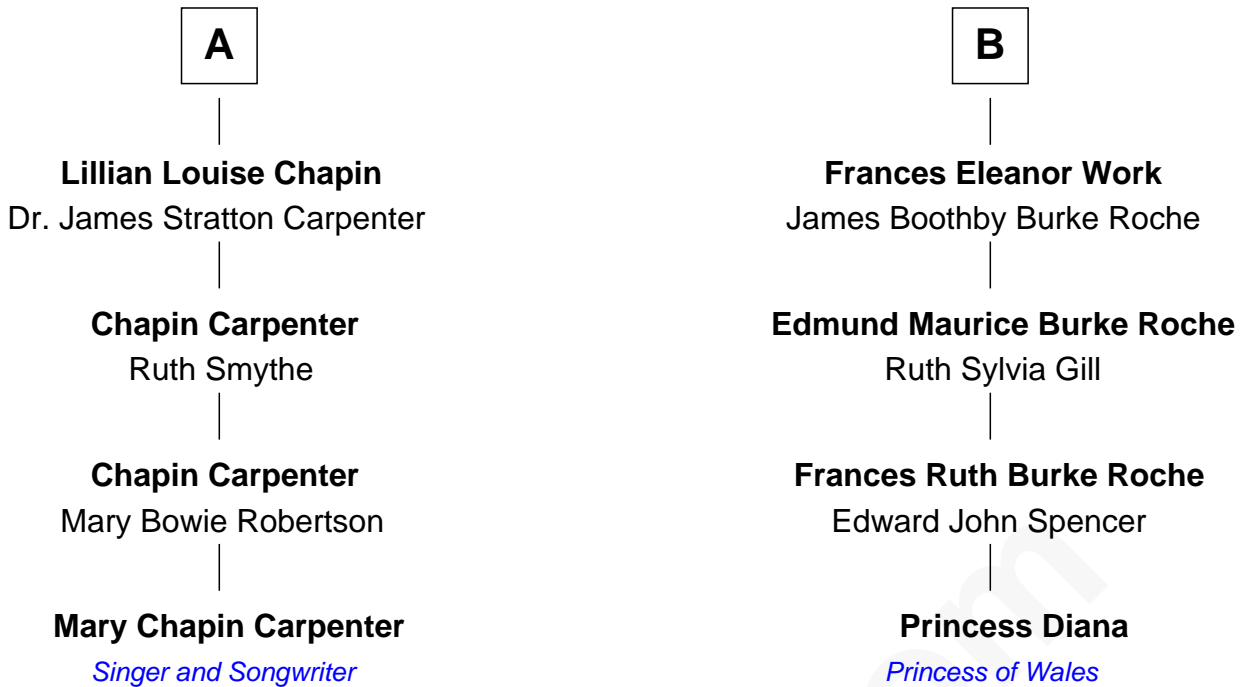 A
Lillian Louise Chapin
Dr. James Stratton Carpenter
Chapin Carpenter
Ruth Smythe
Chapin Carpenter
Mary Bowie Robertson
Mary Chapin Carpenter
Singer and Songwriter
B
Frances Eleanor Work
James Boothby Burke Roche
Edmund Maurice Burke Roche
Ruth Sylvia Gill
Frances Ruth Burke Roche
Edward John Spencer
Princess Diana
Princess of Wales